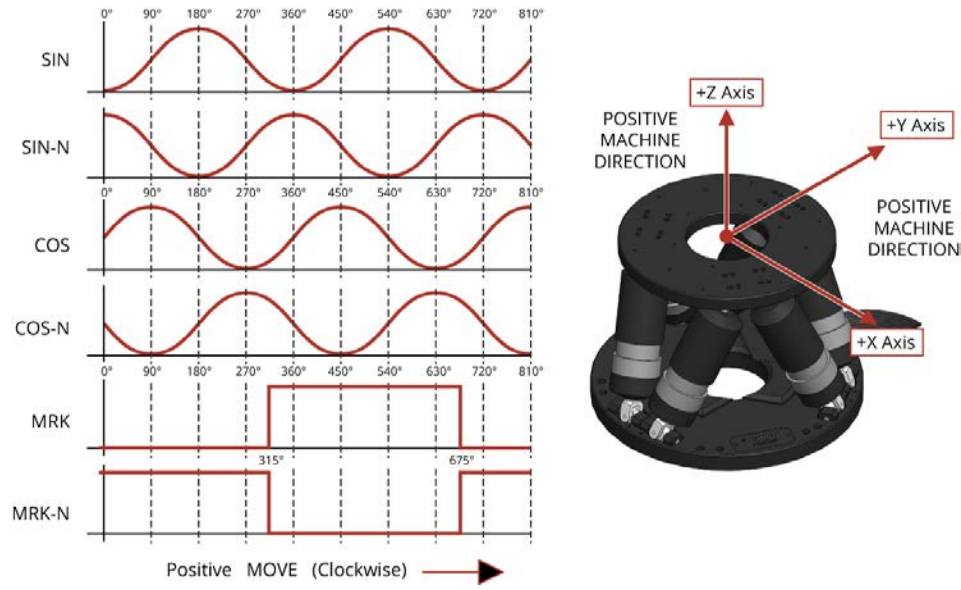 0° 90° 180° 270° 360° 450° 540° 630° 720° 810°
SIN
SIN-N
0° 90° 180° 270° 360° 450° 540° 630° 720° 810°
COS
COS-N
0° 90° 180° 270° 360° 450° 540° 630° 720° 810°
MRK
315° 675°
MRK-N
Positive MOVE (Clockwise)
+Z Axis
POSITIVE
MACHINE
DIRECTION
+Y Axis
POSITIVE
MACHINE
DIRECTION
+X Axis